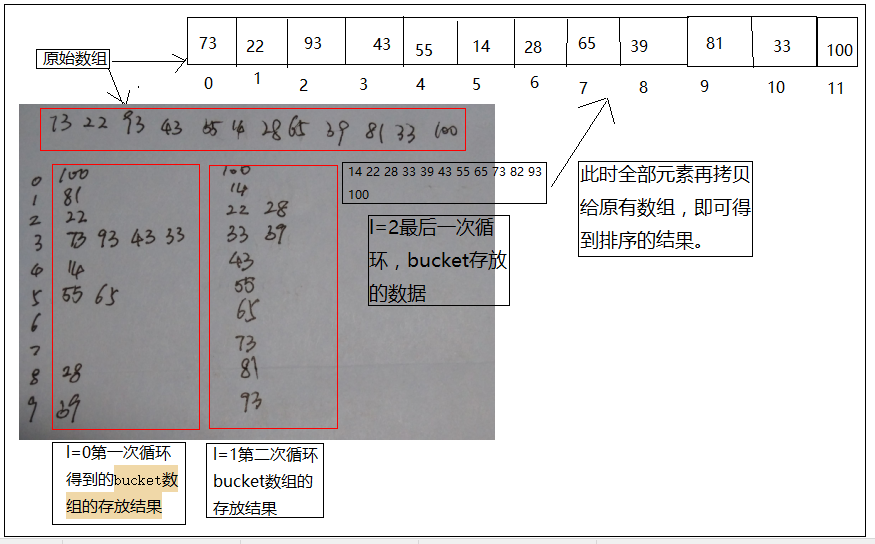 73 22 93 43 55 14 28 65 39 81 33 100
原始数组
0 1 2 3 4 5 6 7 8 9 10 11
73 22 93 43 55 14 28 65 39 81 33 100
0 100
1 81
2 22
3 73 93 43 33
4 14
5 55 65
6
7
8 28
9 39
100
14
22 28
33 39
43
55
65
73
81
93
14 22 28 33 39 43 55 65 73 82 93
100
I=2最后一次循
环，bucket存放
的数据
此时全部元素再拷贝
给原有数组，即可得
到排序的结果。
I=0第一次循环
得到的bucket数
组的存放结果
I=1第二次循环
bucket数组的
存放结果